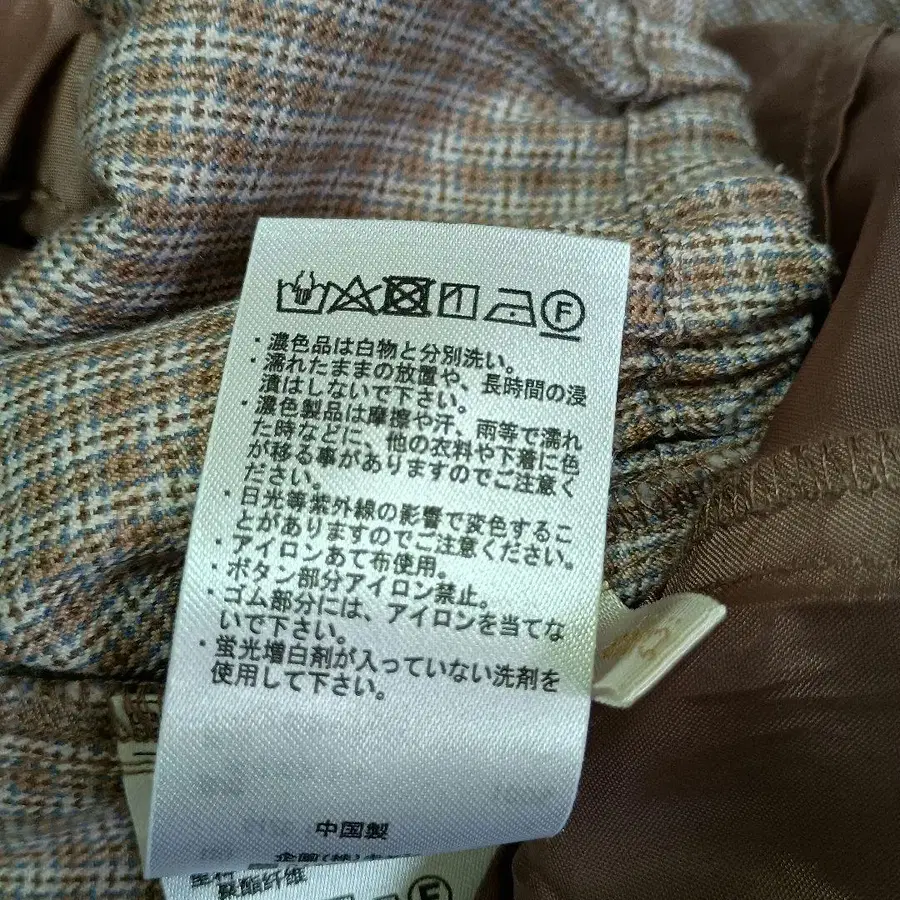 ・濃色品は白物と分別洗い。
・濡れたままの放置や、長時間の浸
漬はしないで下さい。
・濃色製品は摩擦や汗、雨等で濡れ
た時などに、他の衣料や下着に色
が移る事がありますのでご注意く
ださい。
・日光等紫外線の影響で変色するこ
とがありますのでご注意ください。
・アイロンあて布使用。
・ボタン部分アイロン禁止。
・ゴム部分には、アイロンを当てな
いで下さい。
・蛍光増白剤が入っていない洗剤を
使用して下さい。
中国製
F